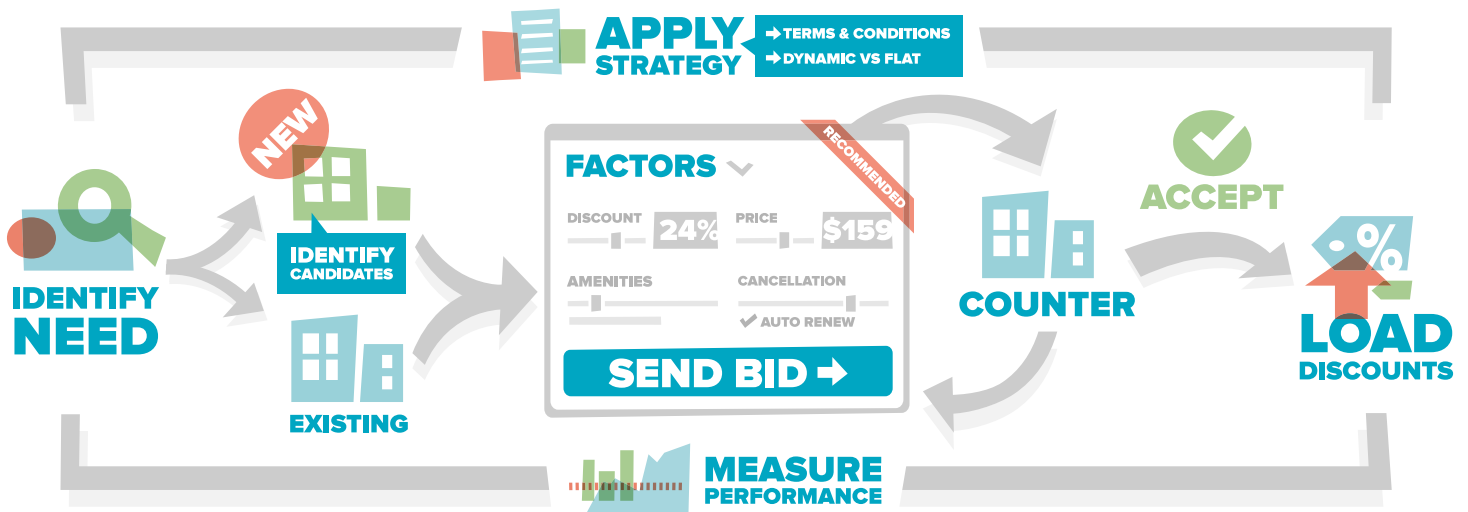 APPLY
STRATEGY
➔ TERMS & CONDITIONS
➔ DYNAMIC VS FLAT
IDENTIFY
NEED
NEW
IDENTIFY
CANDIDATES
EXISTING
RECOMMENDED
FACTORS
DISCOUNT 24% PRICE $159
AMENITIES CANCELLATION
✔ AUTO RENEW
SEND BID ➔
COUNTER
ACCEPT
%
LOAD
DISCOUNTS
MEASURE
PERFORMANCE